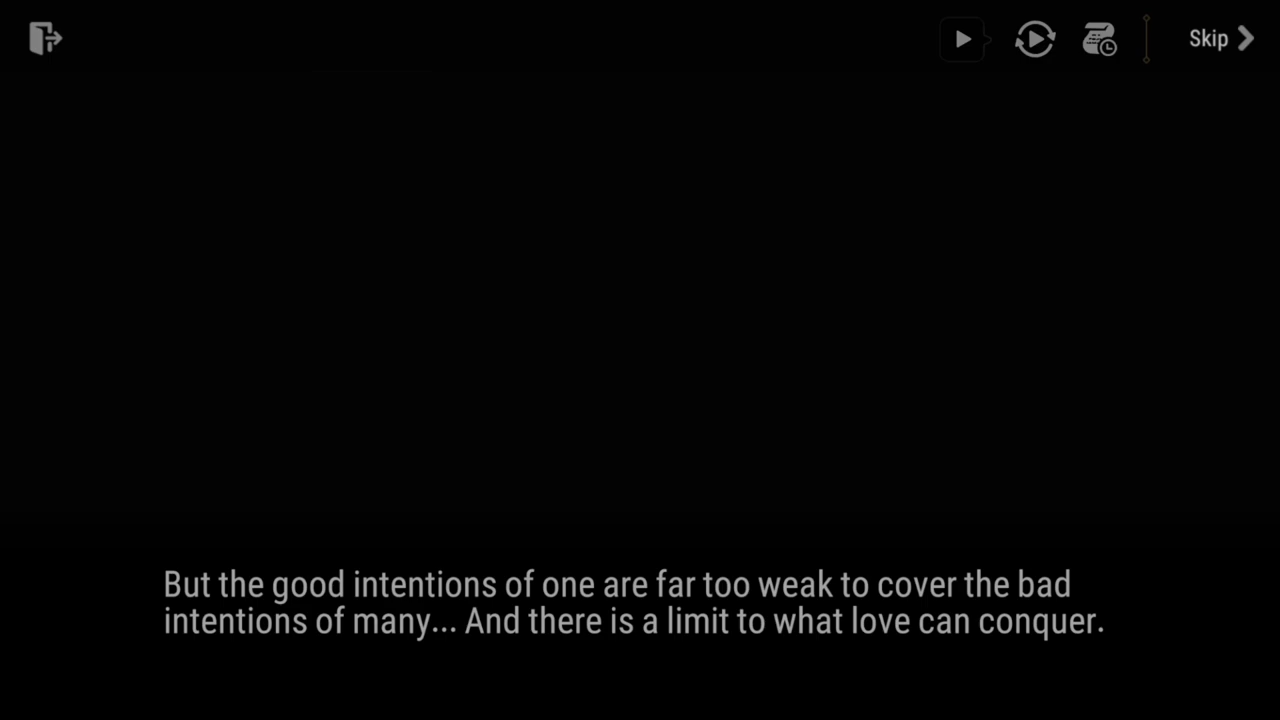 Skip
But the good intentions of one are far too weak to cover the bad
intentions of many... And there is a limit to what love can conquer.